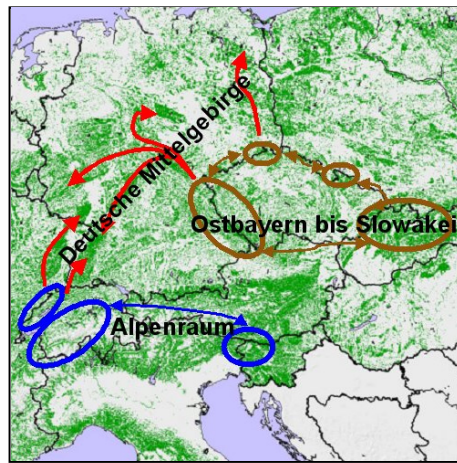 Deutsche Mittelgebirge
Ostbayern bis Slowakei
Alpenraum